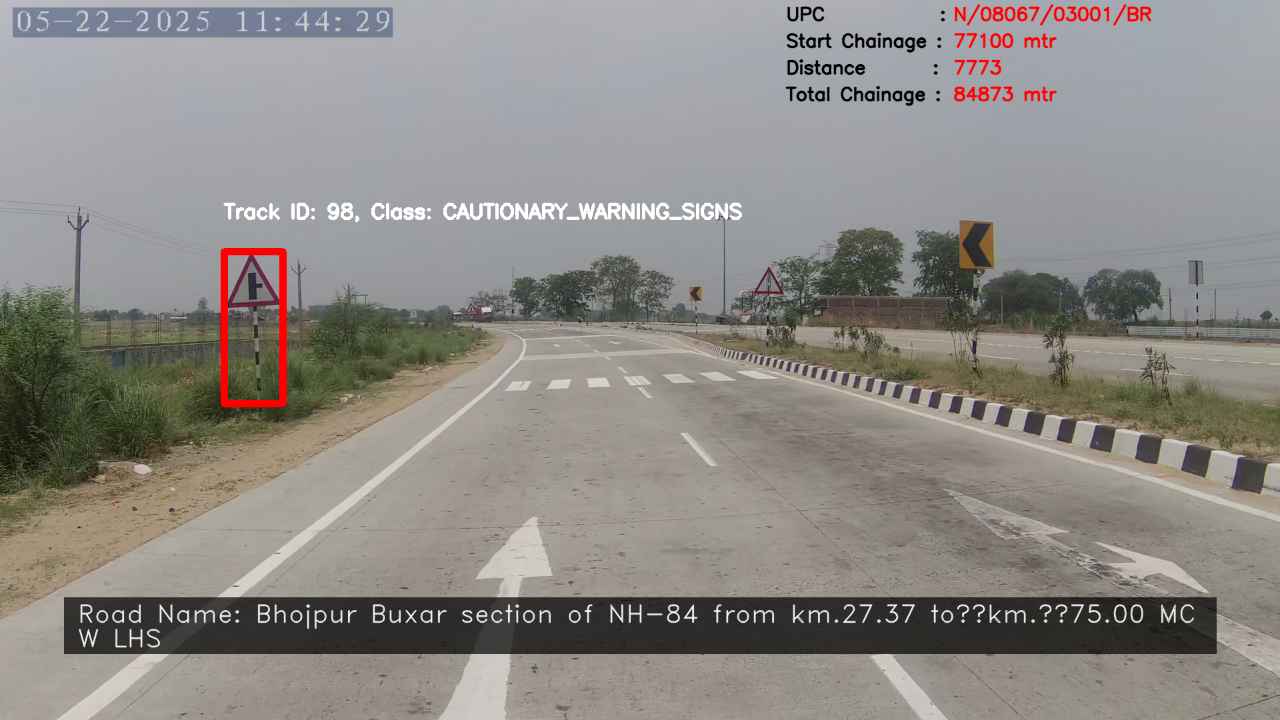 05-22-2025 11:44:29
UPC : N/08067/03001/BR
Start Chainage : 77100 mtr
Distance : 7773
Total Chainage : 84873 mtr
Track ID: 98, Class: CAUTIONARY_WARNING_SIGNS
Road Name: Bhojpur Buxar section of NH-84 from km.27.37 to??km.??75.00 MC
W LHS